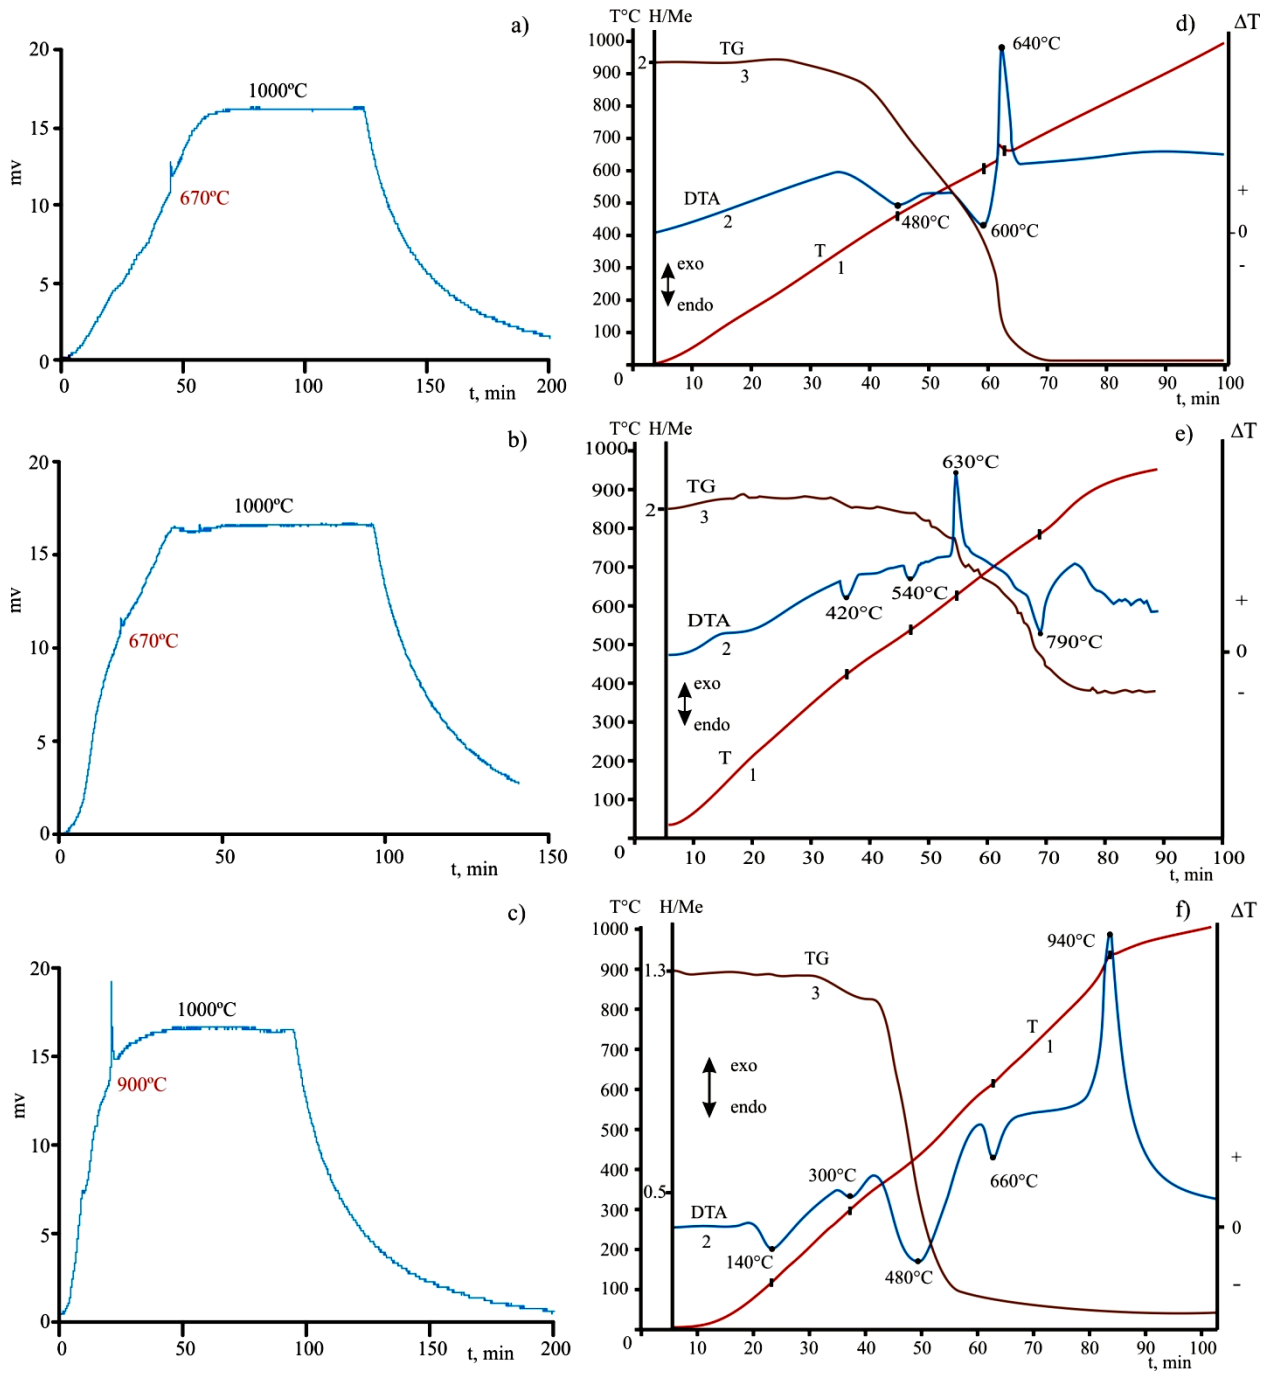 a)
20
15
10
5
0
mv
1000ºC
670ºC
0 50 100 150 200
t, min
T°C H/Me
d)
ΔT
1000
900
800
700
600
500
400
300
200
100
0
2
TG
3
640°C
DTA
2
480°C
600°C
T
1
exo
endo
+
0
-
10 20 30 40 50 60 70 80 90 100
t, min
b)
20
15
10
5
0
mv
1000ºC
670ºC
0 50 100 150
t, min
T°C H/Me
e)
ΔT
1000
900
800
700
600
500
400
300
200
100
0
2
TG
3
630°C
420°C
540°C
DTA
2
790°C
exo
endo
T
1
+
0
-
10 20 30 40 50 60 70 80 90 100
t, min
c)
20
15
10
5
0
mv
1000ºC
900ºC
0 50 100 150 200
t, min
T°C H/Me
f)
ΔT
1000
900
800
700
600
500
400
300
200
100
0
1.3
0.5
TG
3
940°C
T
1
exo
endo
300°C
660°C
DTA
2
140°C
480°C
+
0
-
10 20 30 40 50 60 70 80 90 100
t, min